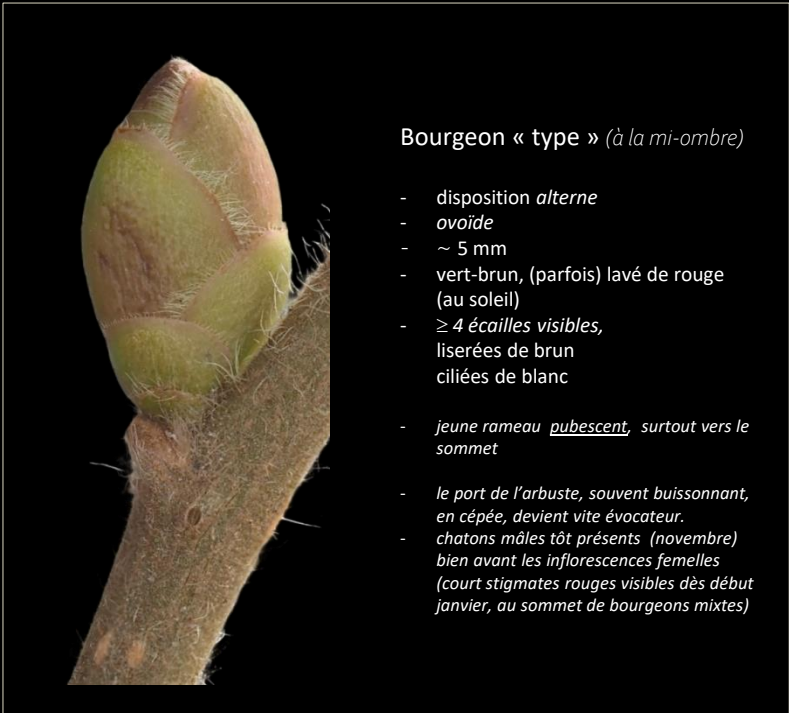 Bourgeon « type » (à la mi-ombre)
- disposition alterne
- ovoïde
- ~ 5 mm
- vert-brun, (parfois) lavé de rouge
(au soleil)
- ≥ 4 écailles visibles,
liserées de brun
ciliées de blanc
- jeune rameau pubescent, surtout vers le
sommet
- le port de l’arbuste, souvent buissonnant,
en cépée, devient vite évocateur.
- chatons mâles tôt présents (novembre)
bien avant les inflorescences femelles
(court stigmates rouges visibles dès début
janvier, au sommet de bourgeons mixtes)